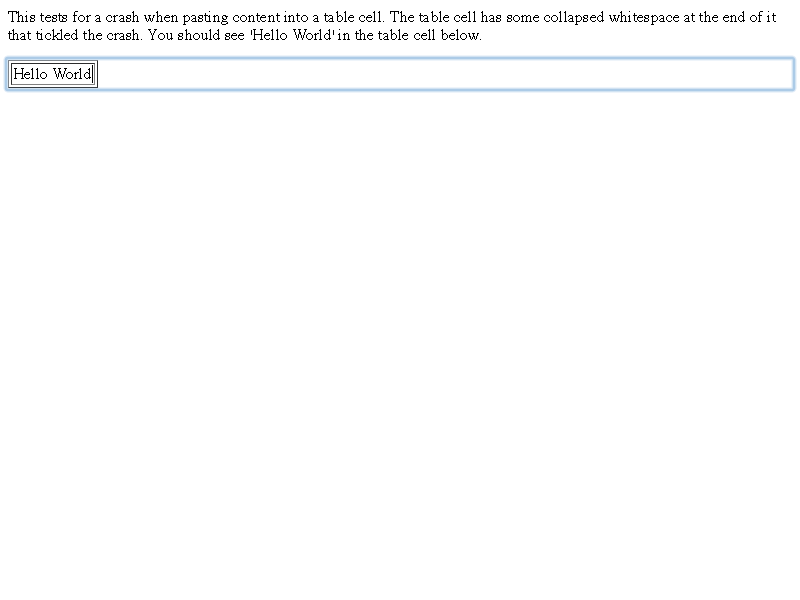 This tests for a crash when pasting content into a table cell. The table cell has some collapsed whitespace at the end of it
that tickled the crash. You should see 'Hello World' in the table cell below.
Hello World